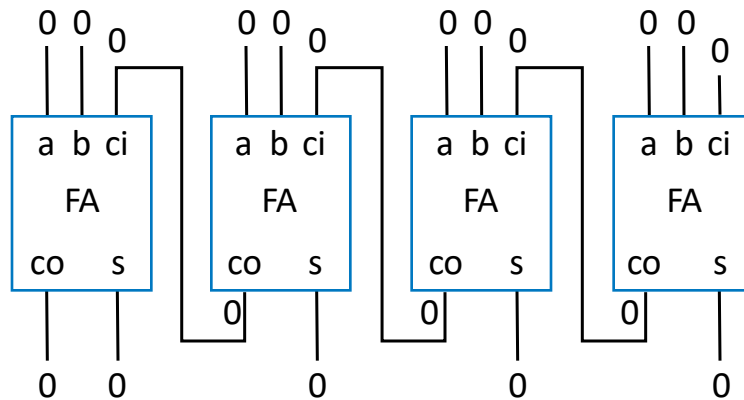 0 0 0 0 0 0 0 0 0 0 0 0
a b ci a b ci a b ci a b ci
FA FA FA FA
co s co s co s co s
0 0 0
0 0 0 0 0